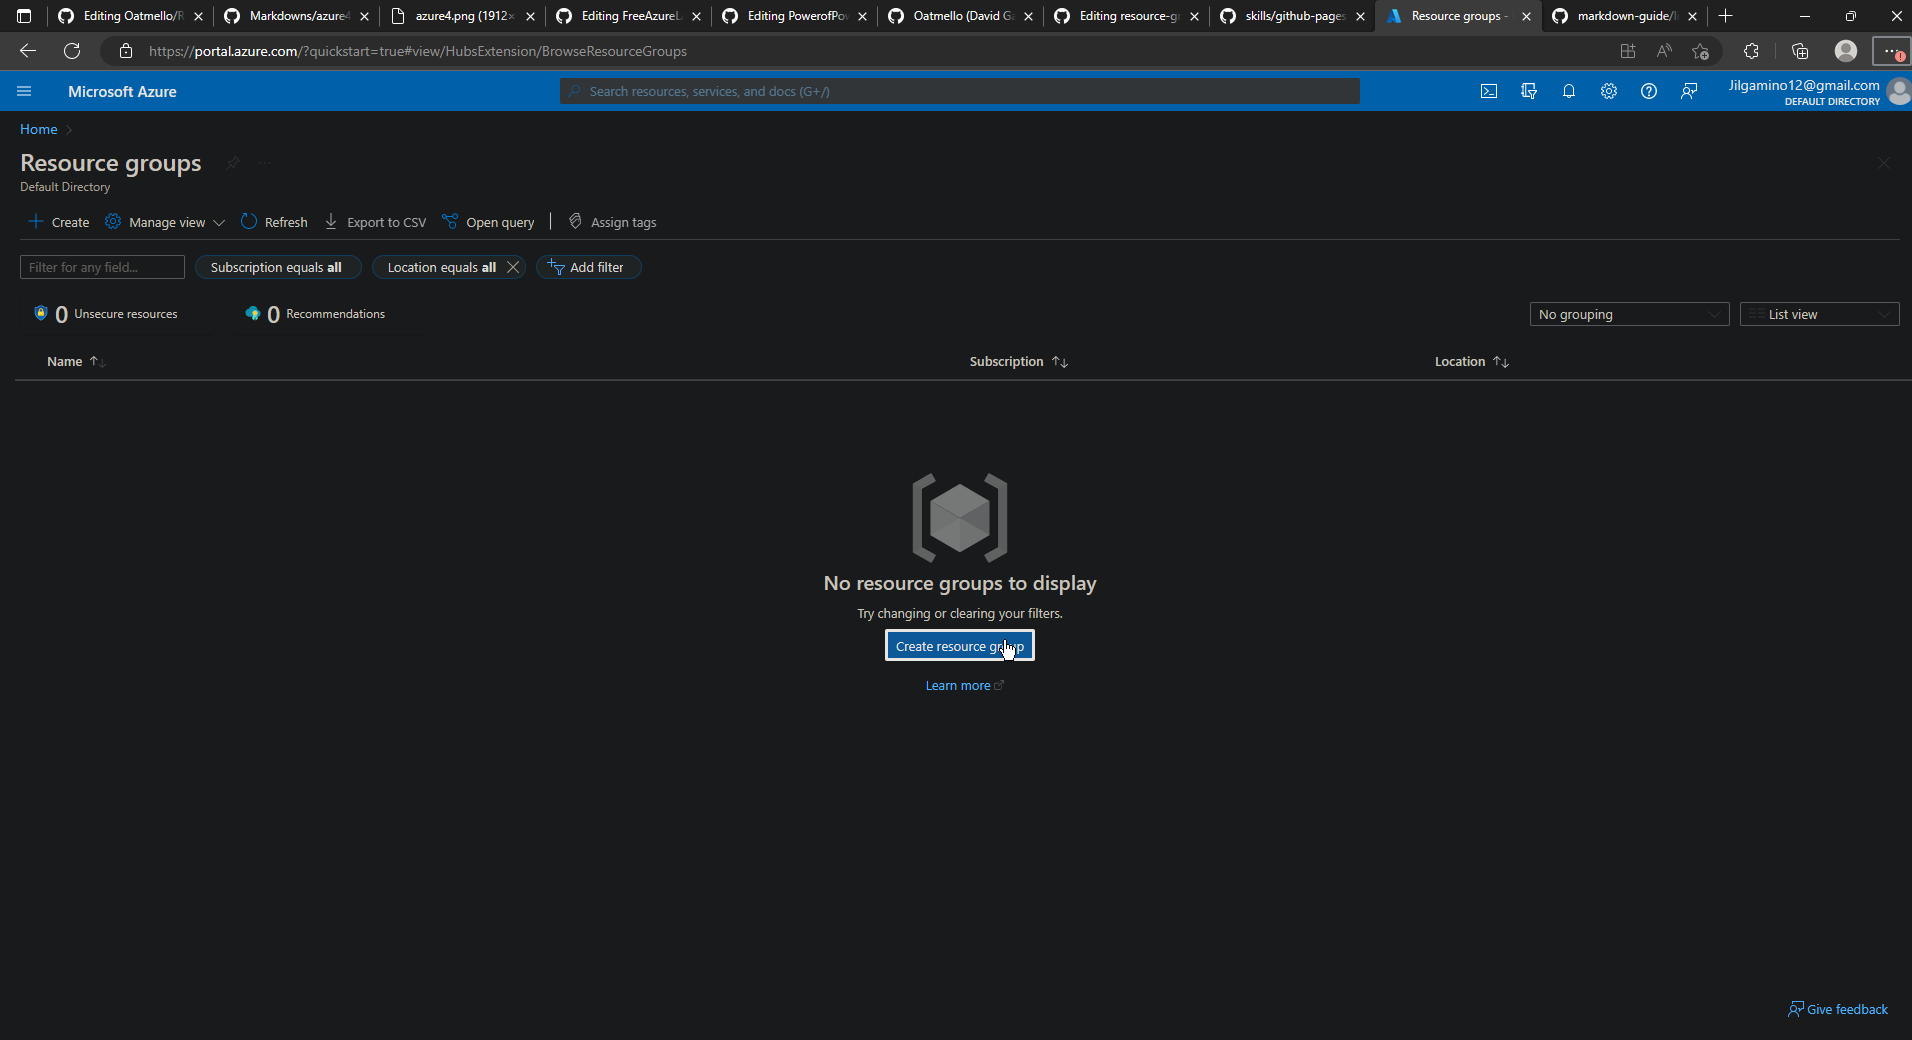 Editing Oatmello/R
Markdowns/azure4
azure4.png (1912×
Editing FreeAzureL
Editing PowerofPo
Oatmello (David G
Editing resource-g
skills/github-pages
Resource groups -
markdown-guide/
https://portal.azure.com/?quickstart=true#view/HubsExtension/BrowseResourceGroups
Microsoft Azure
Search resources, services, and docs (G+/)
Jilgamino12@gmail.com
DEFAULT DIRECTORY
Home
Resource groups
Default Directory
Create
Manage view
Refresh
Export to CSV
Open query
Assign tags
Filter for any field...
Subscription equals all
Location equals all
Add filter
0 Unsecure resources
0 Recommendations
No grouping
List view
Name
Subscription
Location
No resource groups to display
Try changing or clearing your filters.
Create resource group
Learn more
Give feedback